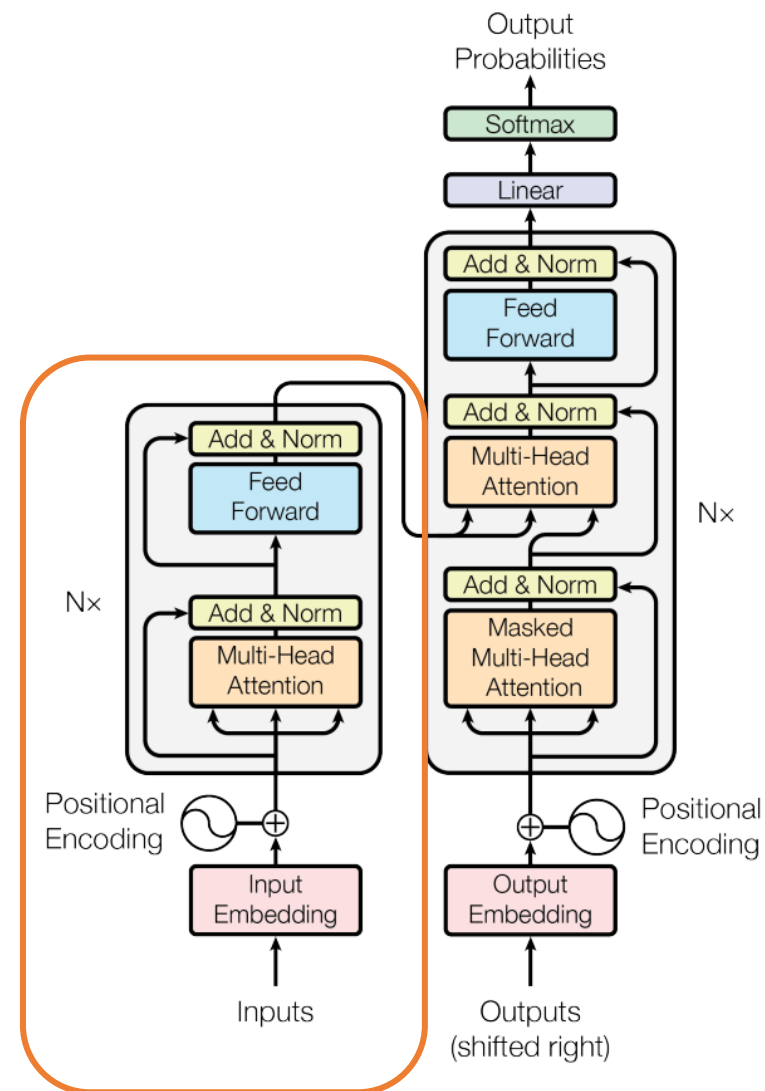 Output
Probabilities
Softmax
Linear
Add & Norm
Feed
Forward
Add & Norm
Multi-Head
Attention
Nx
Add & Norm
Masked
Multi-Head
Attention
Positional
Encoding
Output
Embedding
Outputs
(shifted right)
Add & Norm
Feed
Forward
Nx
Add & Norm
Multi-Head
Attention
Positional
Encoding
Input
Embedding
Inputs